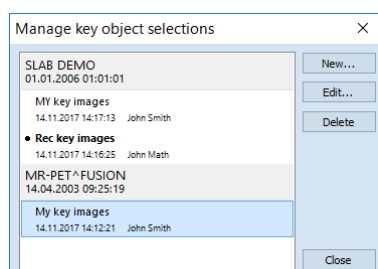 Manage key object selections
SLAB DEMO
01.01.2006 01:01:01
MY key images
14.11.2017 14:17:13 John Smith
• Rec key images
14.11.2017 14:16:25 John Math
MR-PET^FUSION
14.04.2003 09:25:19
My key images
14.11.2017 14:12:21 John Smith
New...
Edit...
Delete
Close